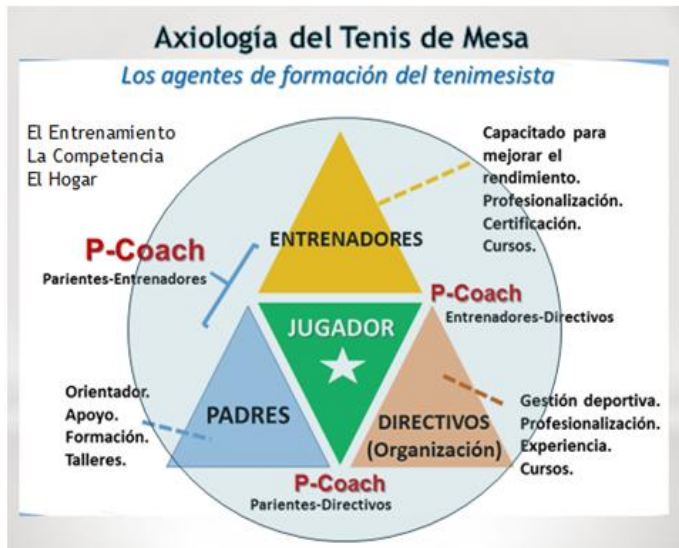 Axiología del Tenis de Mesa
Los agentes de formación del tenimesista
El Entrenamiento
La Competencia
El Hogar
Capacitado para
mejorar el
rendimiento.
Profesionalización.
Certificación.
Cursos.
ENTRENADORES
P-Coach
Parientes-Entrenadores
P-Coach
Entrenadores-Directivos
JUGADOR
Orientador.
Apoyo.
Formación.
Talleres.
PADRES
DIRECTIVOS
(Organización)
Gestión deportiva.
Profesionalización.
Experiencia.
Cursos.
P-Coach
Parientes-Directivos